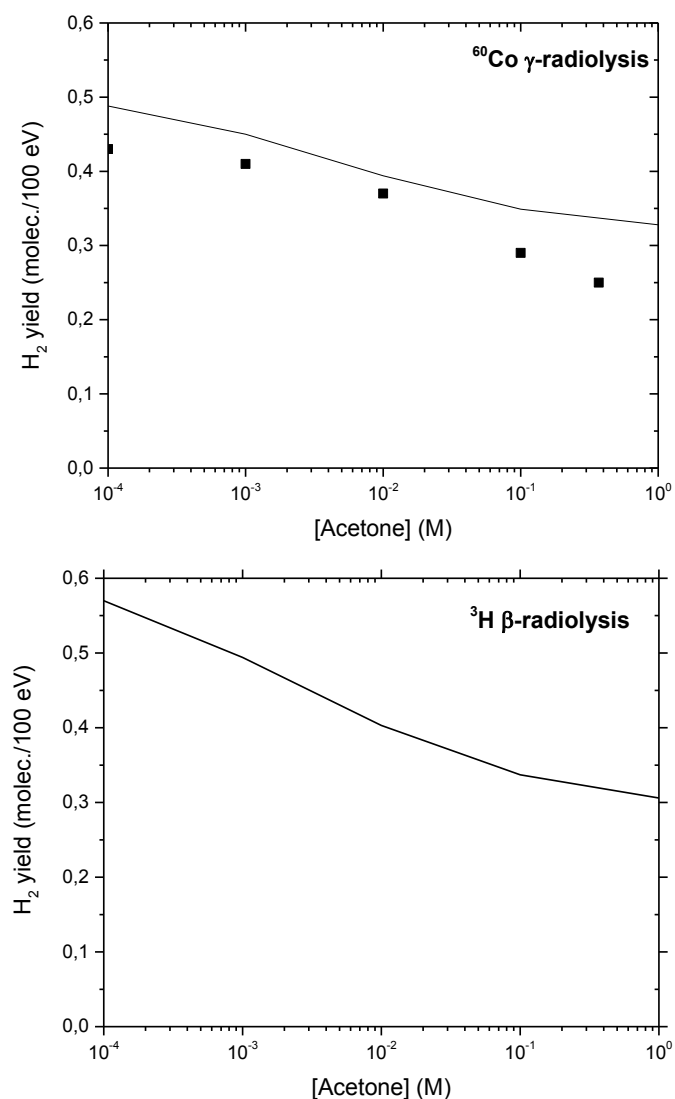 ⁶⁰Co γ-radiolysis
H₂ yield (molec./100 eV)
0,6
0,5
0,4
0,3
0,2
0,1
0,0
10⁻⁴ 10⁻³ 10⁻² 10⁻¹ 10⁰
[Acetone] (M)
³H β-radiolysis
H₂ yield (molec./100 eV)
0,6
0,5
0,4
0,3
0,2
0,1
0,0
10⁻⁴ 10⁻³ 10⁻² 10⁻¹ 10⁰
[Acetone] (M)